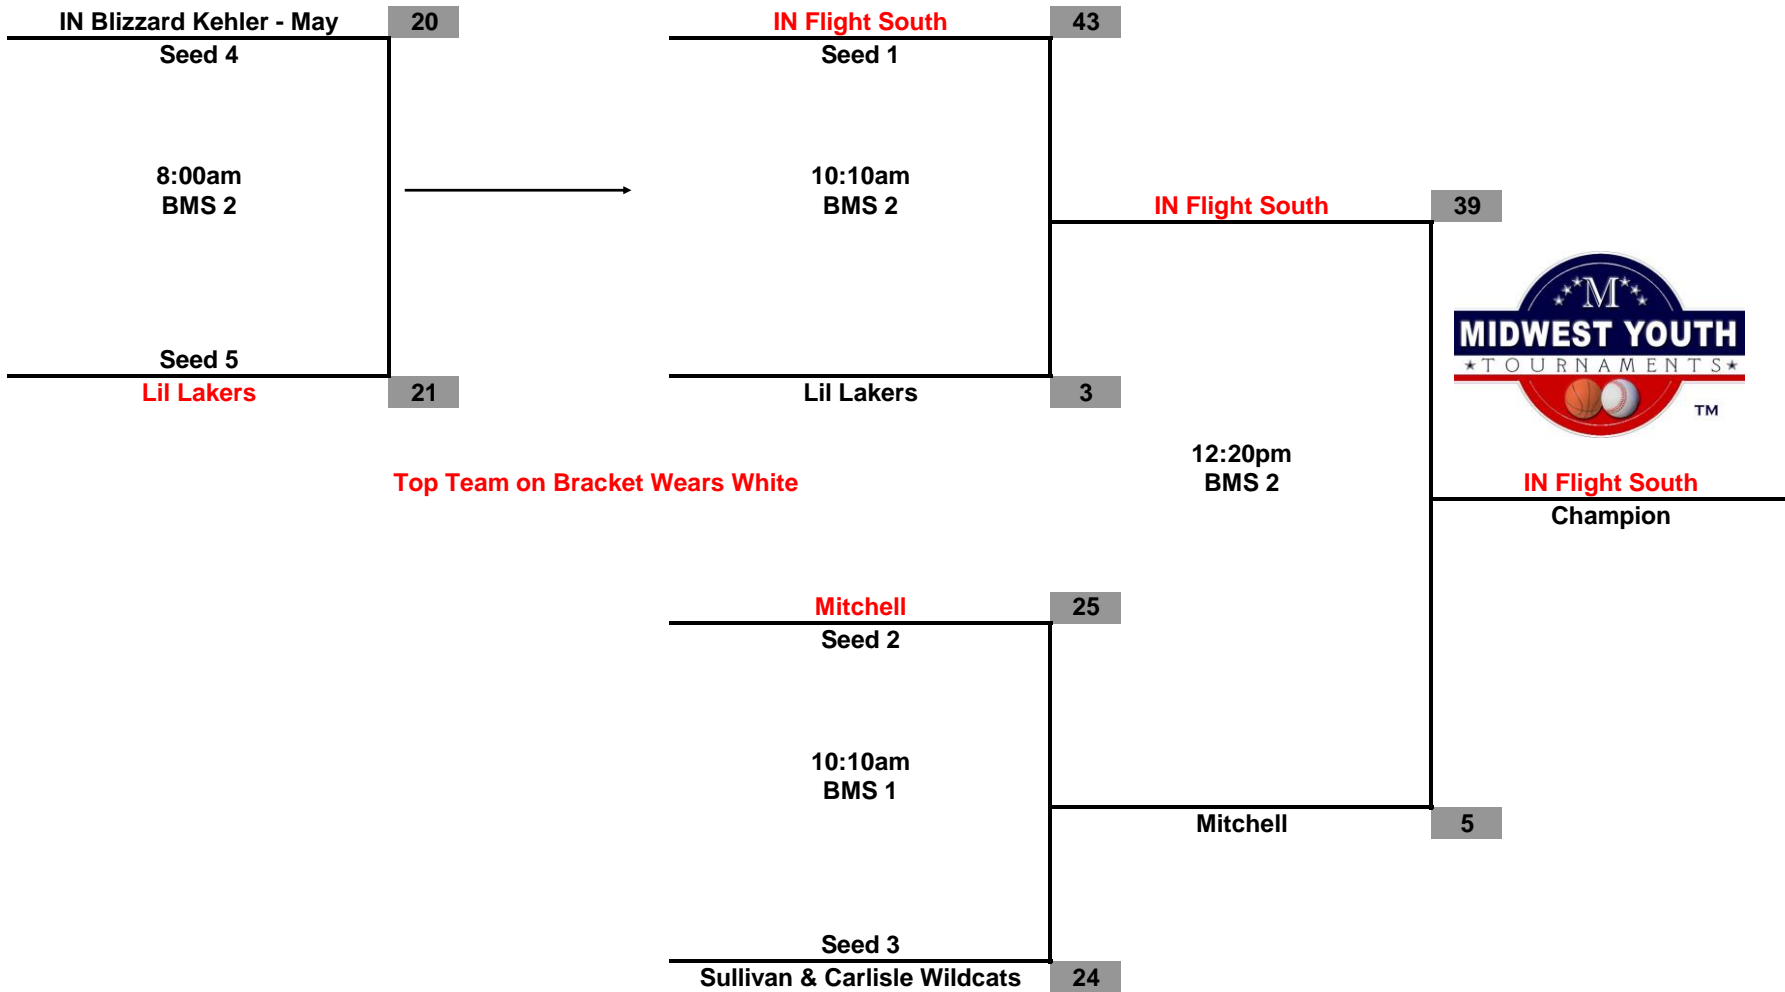 IN Blizzard Kehler - May 20
Seed 4
8:00am
BMS 2
Seed 5
Lil Lakers 21
IN Flight South 43
Seed 1
10:10am
BMS 2
Lil Lakers 3
Top Team on Bracket Wears White
Mitchell 25
Seed 2
10:10am
BMS 1
Seed 3
Sullivan & Carlisle Wildcats 24
IN Flight South 39
12:20pm
BMS 2
Mitchell 5
M
MIDWEST YOUTH
TOURNAMENTS
TM
IN Flight South
Champion